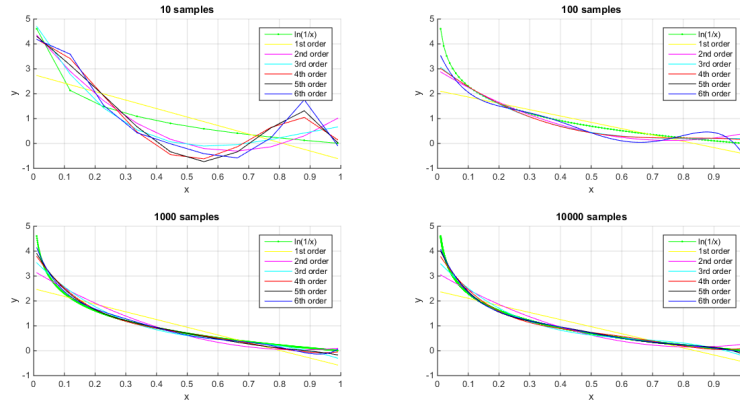 10 samples
5
4
3
2
1
0
-1
y
0 0.1 0.2 0.3 0.4 0.5 0.6 0.7 0.8 0.9 1
x
ln(1/x)
1st order
2nd order
3rd order
4th order
5th order
6th order
100 samples
5
4
3
2
1
0
-1
y
0 0.1 0.2 0.3 0.4 0.5 0.6 0.7 0.8 0.9
x
ln(1/x)
1st order
2nd order
3rd order
4th order
5th order
6th order
1000 samples
5
4
3
2
1
0
-1
y
0 0.1 0.2 0.3 0.4 0.5 0.6 0.7 0.8 0.9 1
x
ln(1/x)
1st order
2nd order
3rd order
4th order
5th order
6th order
10000 samples
5
4
3
2
1
0
-1
y
0 0.1 0.2 0.3 0.4 0.5 0.6 0.7 0.8 0.9
x
ln(1/x)
1st order
2nd order
3rd order
4th order
5th order
6th order